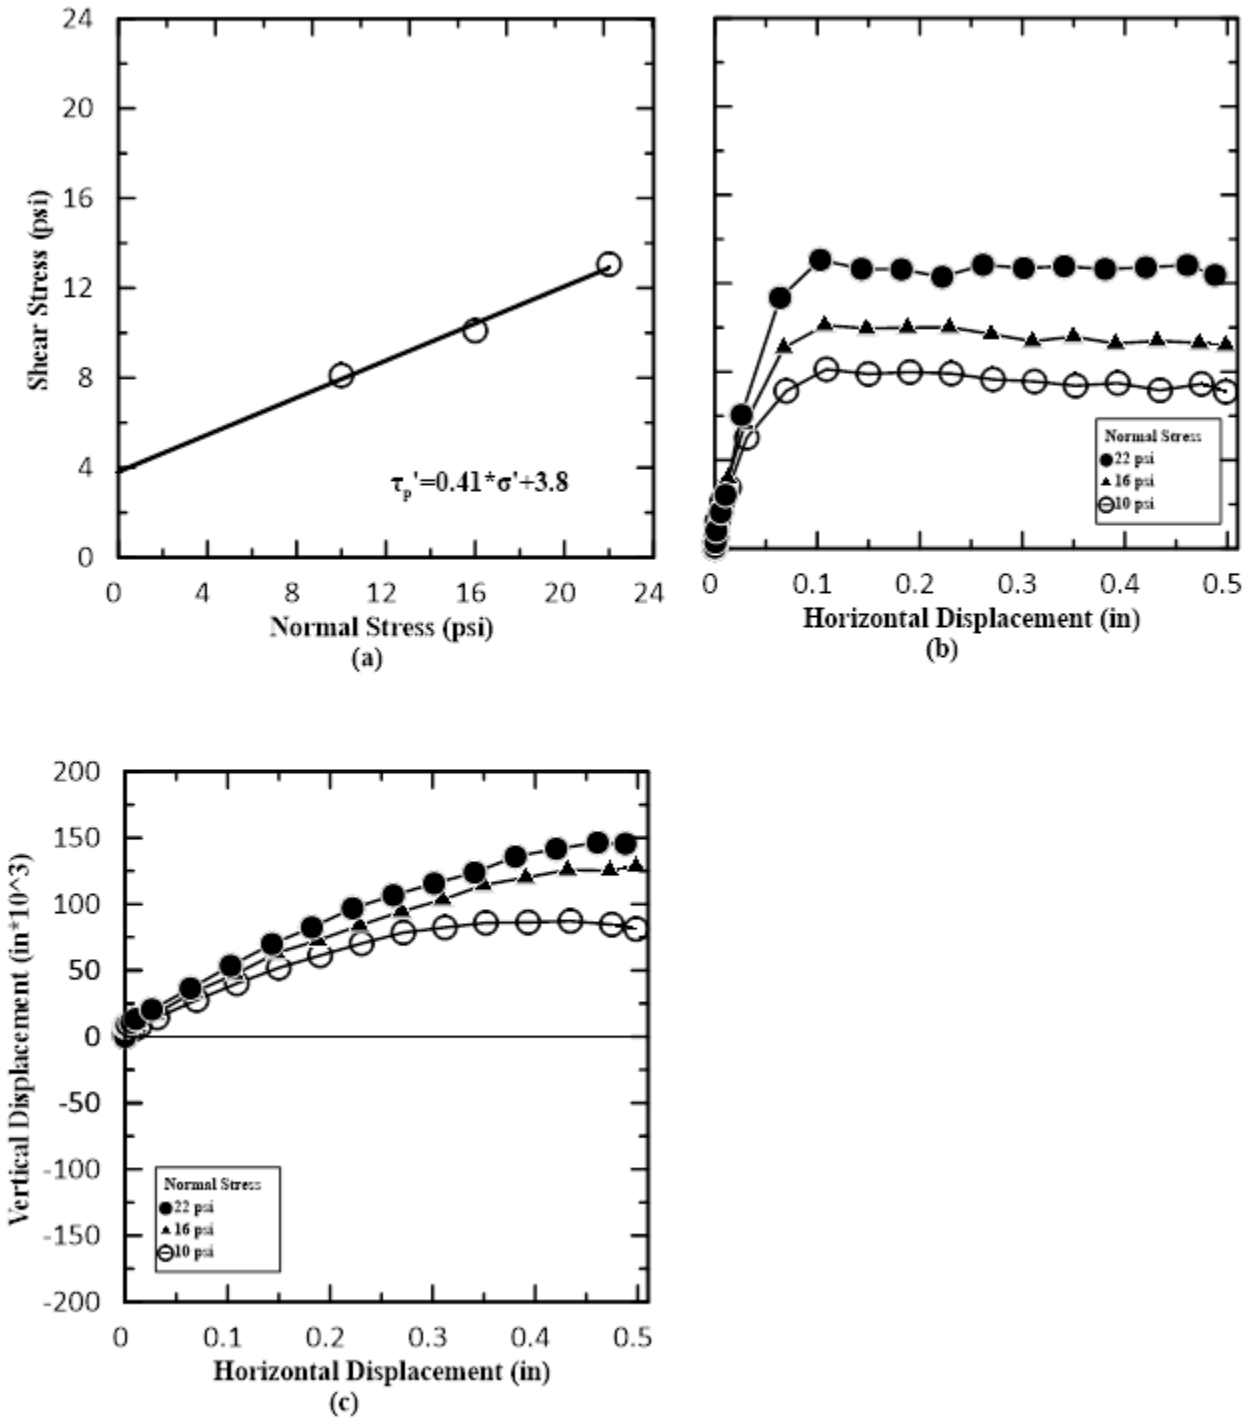 24
20
16
12
8
4
0
Shear Stress (psi)
τp'=0.41*σ'+3.8
0 4 8 12 16 20 24
Normal Stress (psi)
(a)
Normal Stress
22 psi
16 psi
10 psi
0 0.1 0.2 0.3 0.4 0.5
Horizontal Displacement (in)
(b)
200
150
100
50
0
-50
-100
-150
-200
Vertical Displacement (in*10^3)
Normal Stress
22 psi
16 psi
10 psi
0 0.1 0.2 0.3 0.4 0.5
Horizontal Displacement (in)
(c)